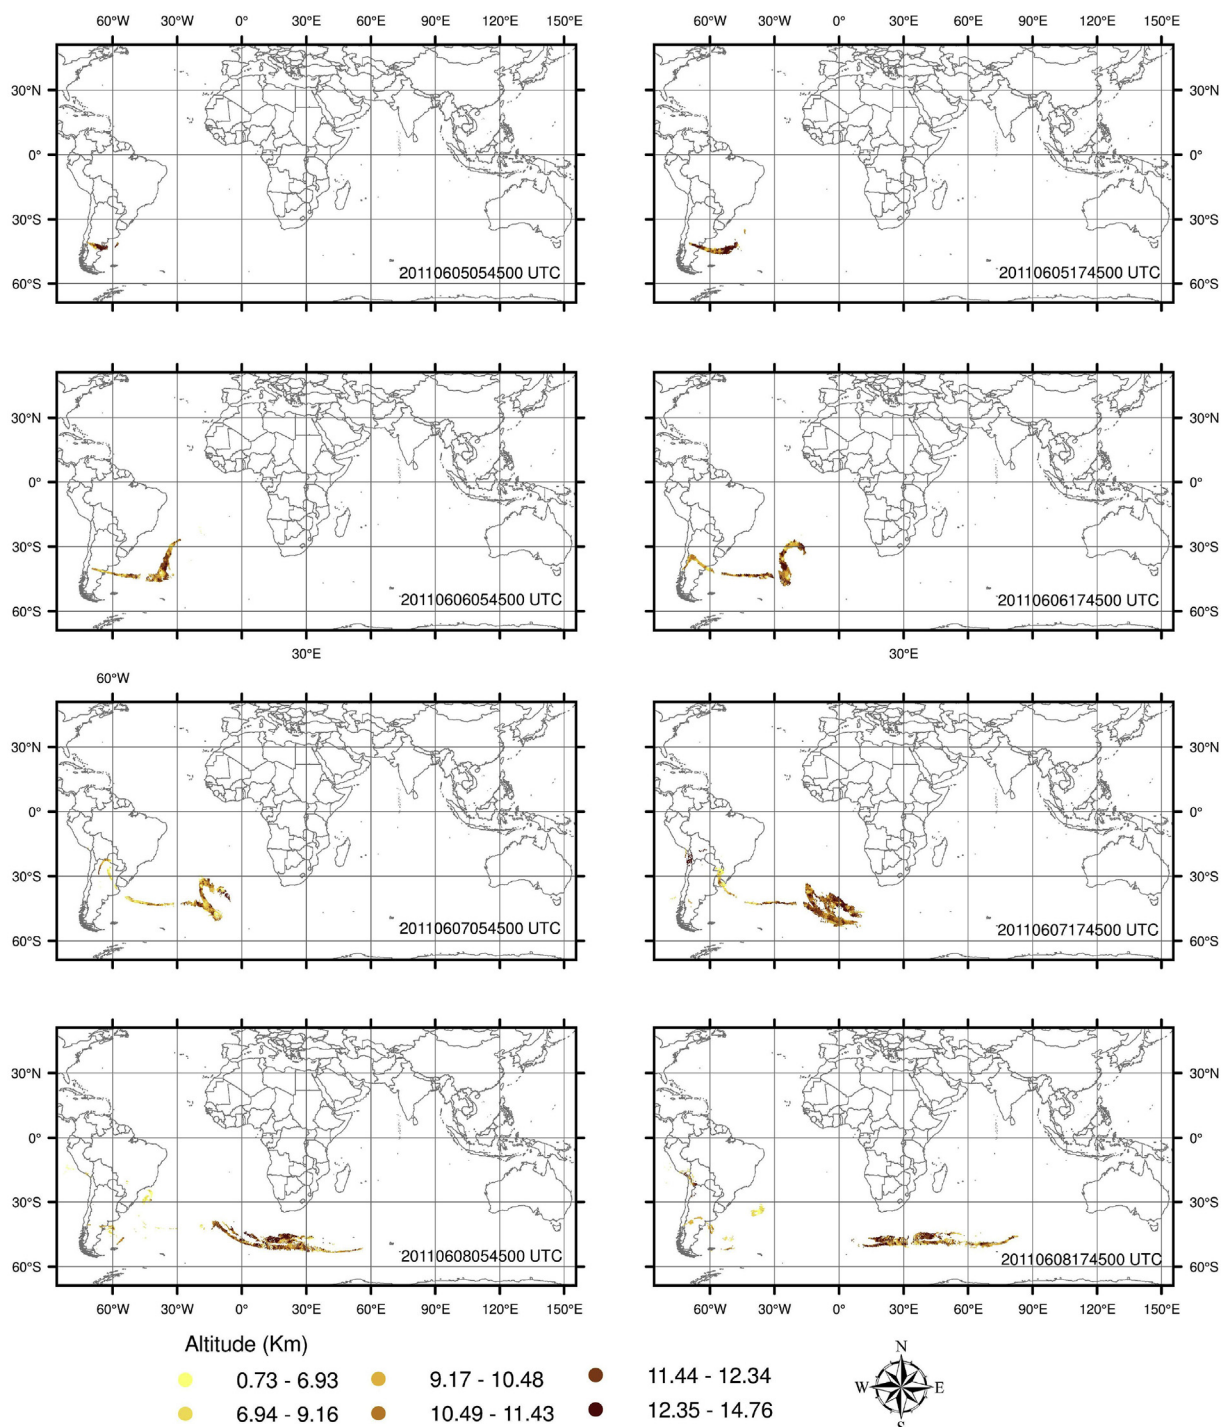 60°W 30°W 0° 30°E 60°E 90°E 120°E 150°E 60°W 30°W 0° 30°E 60°E 90°E 120°E 150°E
30°N 30°N
0° 0°
30°S 30°S
60°S 60°S
20110605054500 UTC 20110605174500 UTC
30°N 30°N
0° 0°
30°S 30°S
60°S 60°S
20110606054500 UTC 20110606174500 UTC
30°E 30°E
60°W
30°N 30°N
0° 0°
30°S 30°S
60°S 60°S
20110607054500 UTC 20110607174500 UTC
30°N 30°N
0° 0°
30°S 30°S
60°S 60°S
20110608054500 UTC 20110608174500 UTC
60°W 30°W 0° 30°E 60°E 90°E 120°E 150°E 60°W 30°W 0° 30°E 60°E 90°E 120°E 150°E
Altitude (Km)
0.73 - 6.93 9.17 - 10.48 11.44 - 12.34
6.94 - 9.16 10.49 - 11.43 12.35 - 14.76
N
W E
S